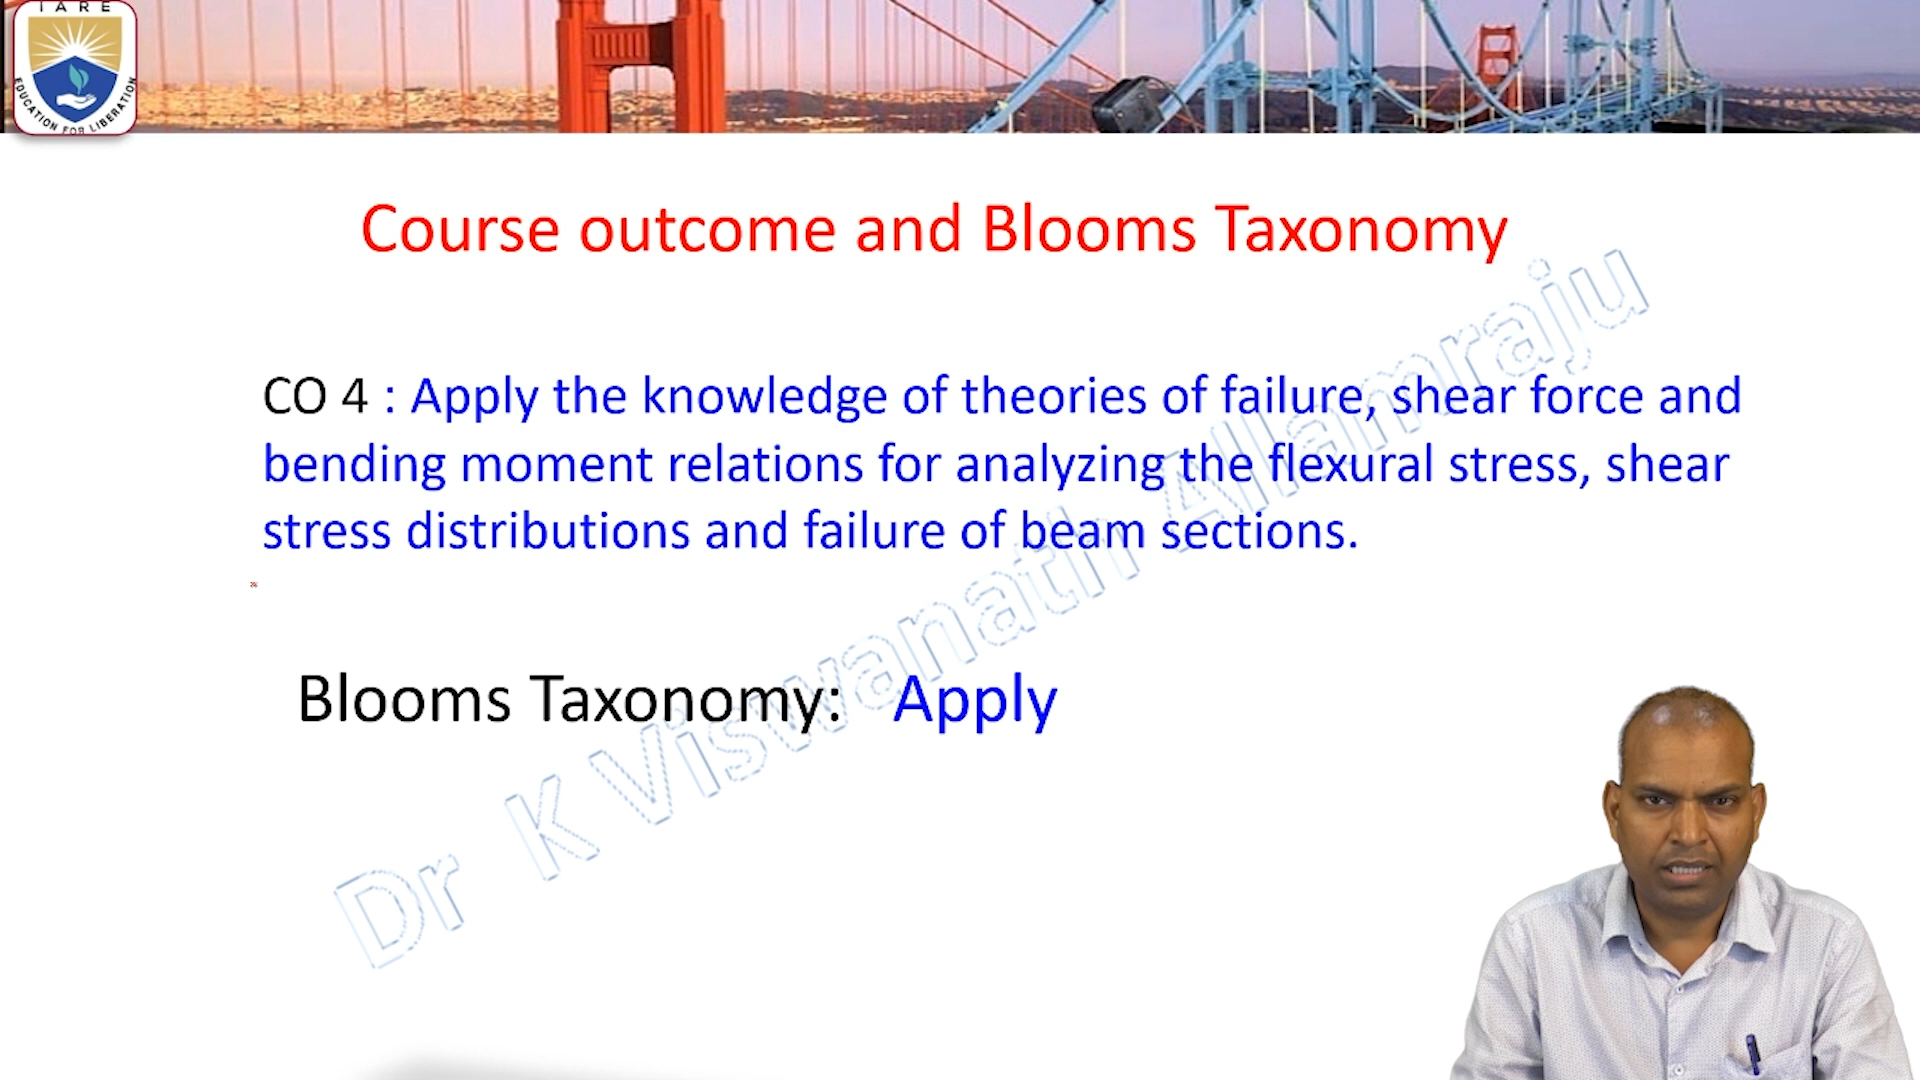 IARE
EDUCATION FOR LIBERATION
Course outcome and Blooms Taxonomy
CO 4 : Apply the knowledge of theories of failure, shear force and
bending moment relations for analyzing the flexural stress, shear
stress distributions and failure of beam sections.
Blooms Taxonomy: Apply
Dr K Viswanath Allamraju